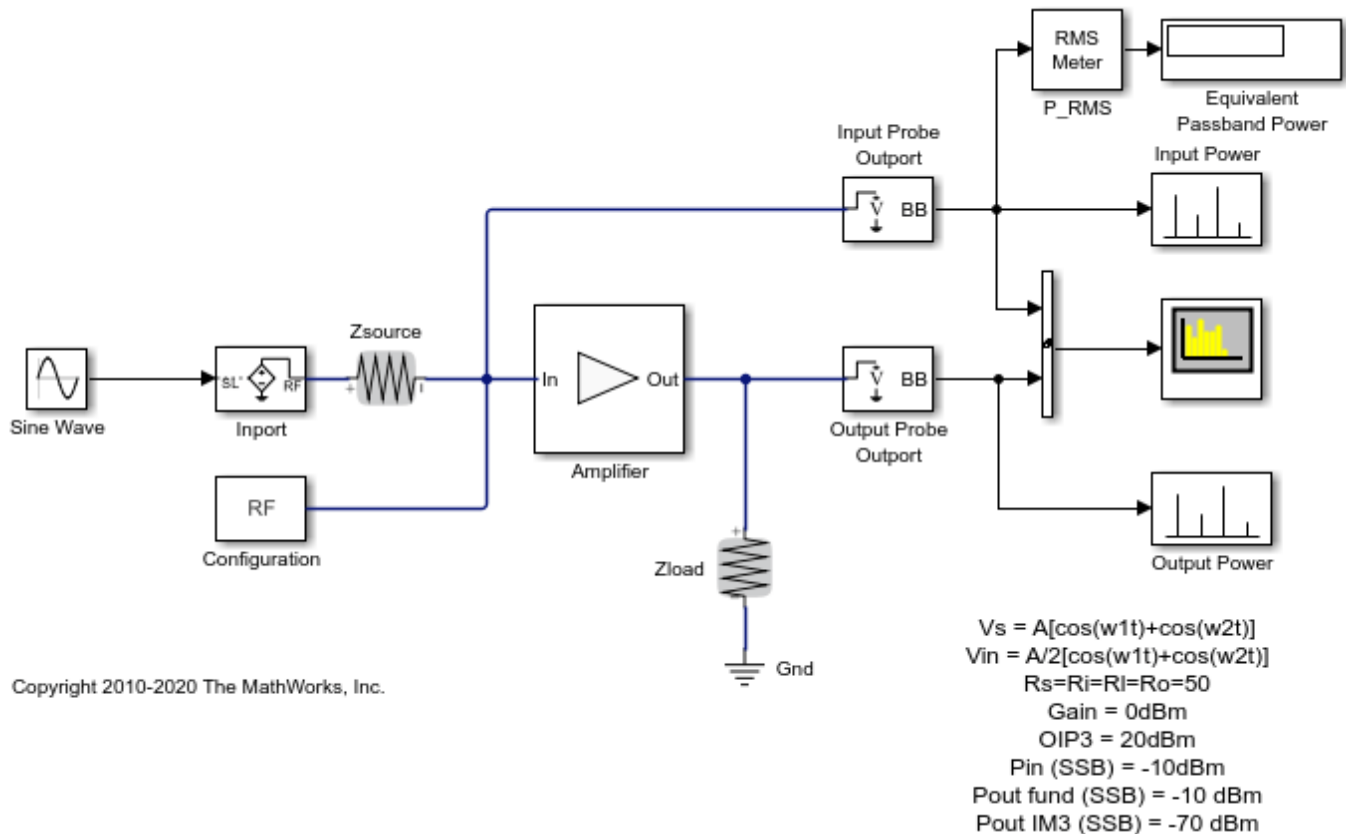 RMS
Meter
P_RMS
Equivalent
Passband Power
Input Probe
Outport
Input Power
V
BB
Zsource
Sine Wave
SL
RF
Inport
In
Out
Amplifier
V
BB
Output Probe
Outport
RF
Configuration
Zload
Gnd
Output Power
Copyright 2010-2020 The MathWorks, Inc.
Vs = A[cos(w1t)+cos(w2t)]
Vin = A/2[cos(w1t)+cos(w2t)]
Rs=Ri=Rl=Ro=50
Gain = 0dBm
OIP3 = 20dBm
Pin (SSB) = -10dBm
Pout fund (SSB) = -10 dBm
Pout IM3 (SSB) = -70 dBm